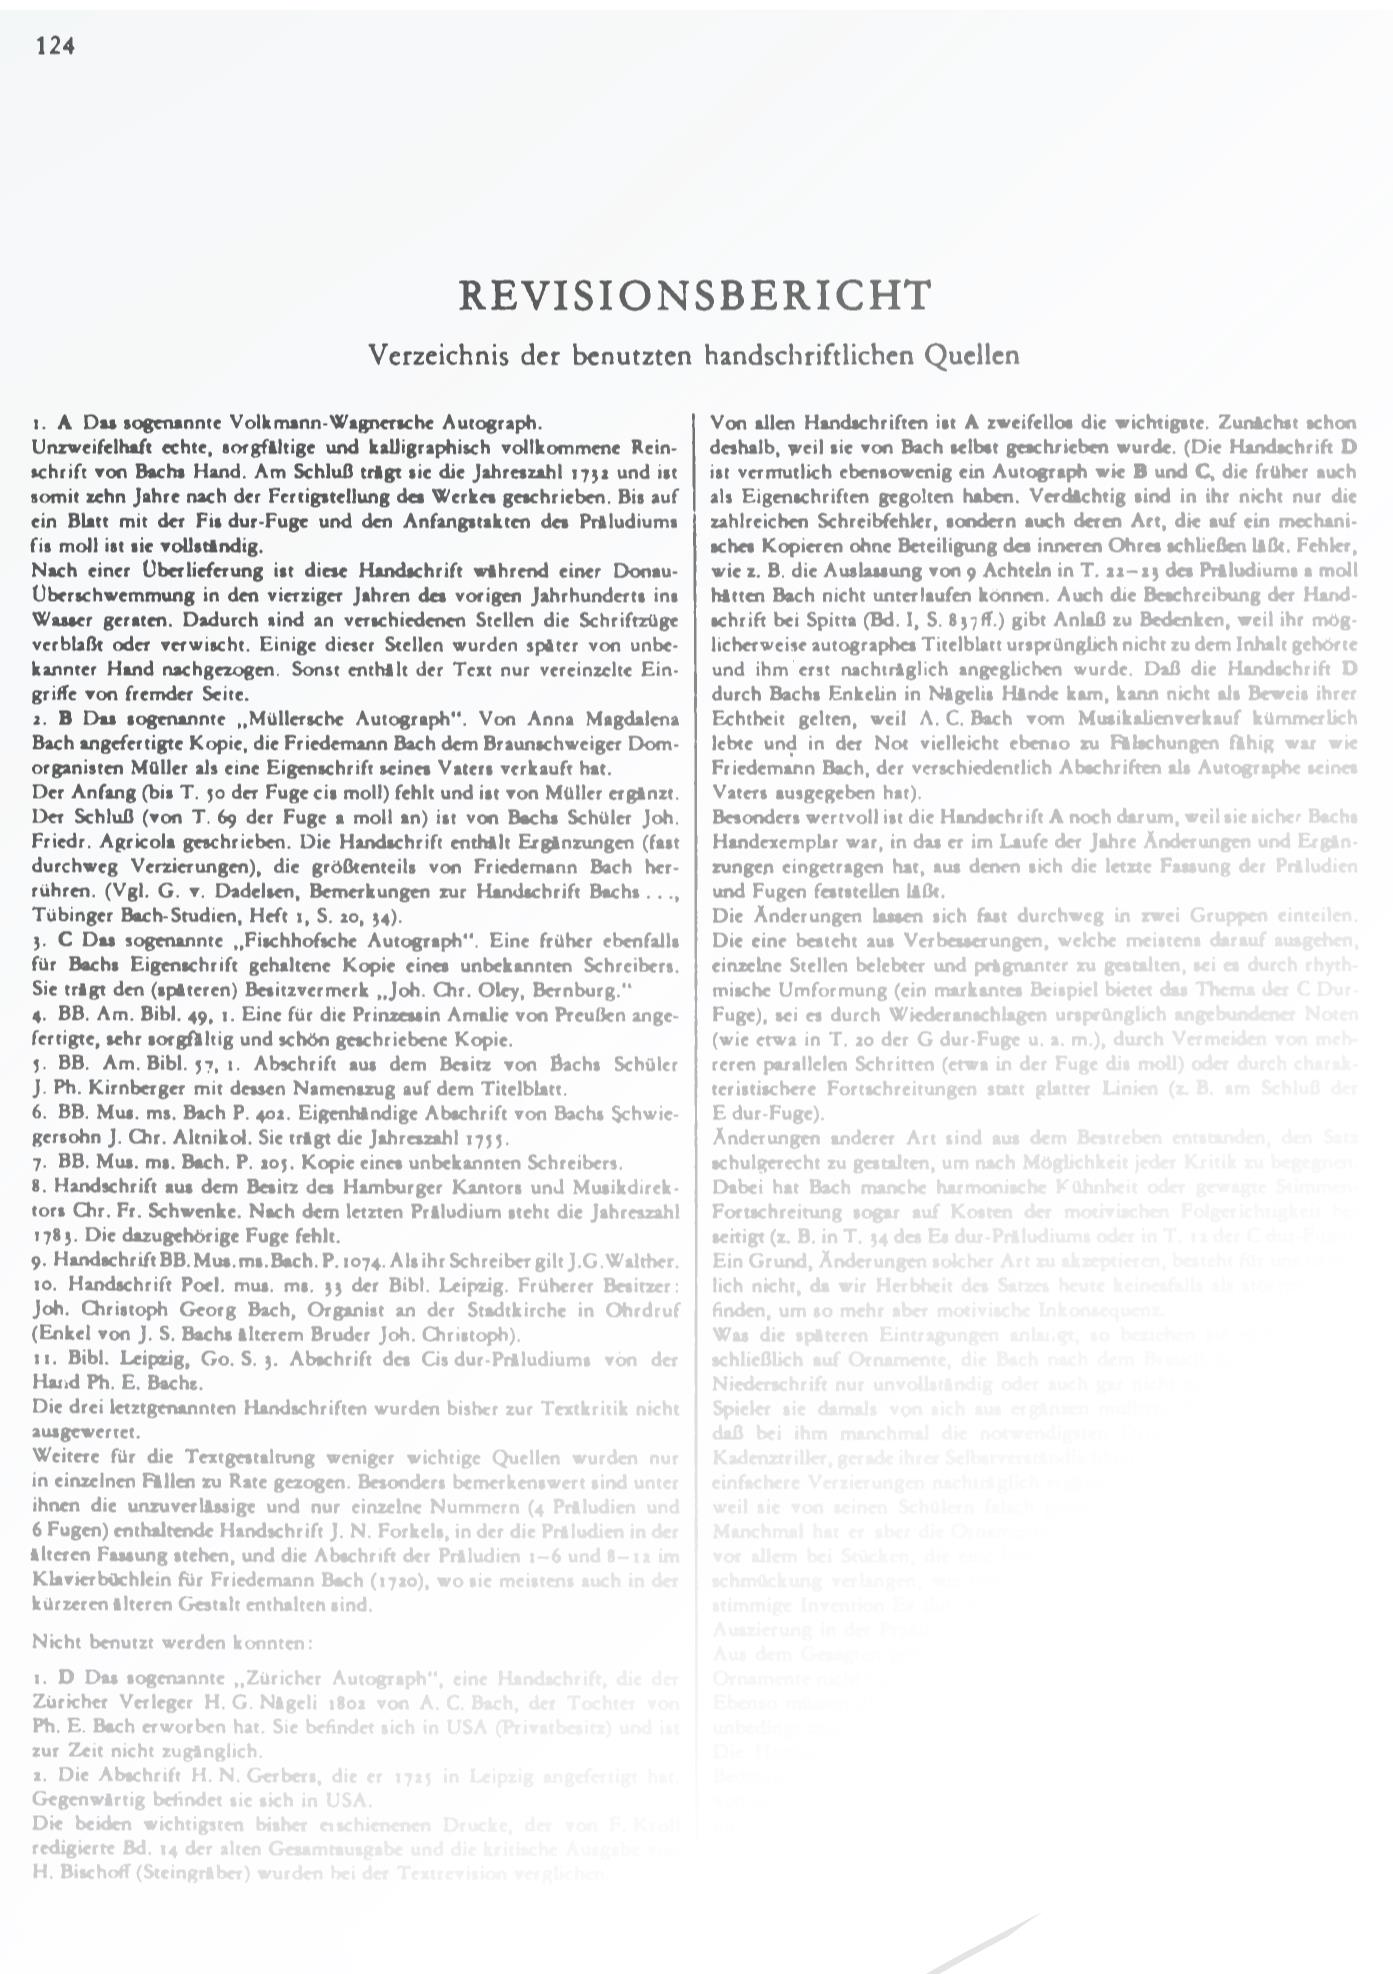 124
REVISIONSBERICHT
Verzeichnis der benutzten handschriftlichen Quellen
1. A Das sogenannte Volkmann-Wagnersche Autograph.
Unzweifelhaft echte, sorgfältige und kalligraphisch vollkommene Rein-
schrift von Bachs Hand. Am Schluß trägt sie die Jahreszahl 1732 und ist
somit zehn Jahre nach der Fertigstellung des Werkes geschrieben. Bis auf
ein Blatt mit der Fis dur-Fuge und den Anfangstakten des Präludiums
fis moll ist sie vollständig.
Nach einer Überlieferung ist diese Handschrift während einer Donau-
Überschwemmung in den vierziger Jahren des vorigen Jahrhunderts ins
Wasser geraten. Dadurch sind an verschiedenen Stellen die Schriftzüge
verblaßt oder verwischt. Einige dieser Stellen wurden später von unbe-
kannter Hand nachgezogen. Sonst enthält der Text nur vereinzelte Ein-
griffe von fremder Seite.
2. B Das sogenannte „Müllersche Autograph“. Von Anna Magdalena
Bach angefertigte Kopie, die Friedemann Bach dem Braunschweiger Dom-
organisten Müller als eine Eigenschrift seines Vaters verkauft hat.
Der Anfang (bis T. 50 der Fuge cis moll) fehlt und ist von Müller ergänzt.
Der Schluß (von T. 69 der Fuge a moll an) ist von Bachs Schüler Joh.
Friedr. Agricola geschrieben. Die Handschrift enthält Ergänzungen (fast
durchweg Verzierungen), die größtenteils von Friedemann Bach her-
rühren. (Vgl. G. v. Dadelsen, Bemerkungen zur Handschrift Bachs . . .,
Tübinger Bach-Studien, Heft 1, S. 20, 34).
3. C Das sogenannte „Fischhofsche Autograph“. Eine früher ebenfalls
für Bachs Eigenschrift gehaltene Kopie eines unbekannten Schreibers.
Sie trägt den (späteren) Besitzvermerk „Joh. Chr. Oley, Bernburg.“
4. BB. Am. Bibl. 49, 1. Eine für die Prinzessin Amalie von Preußen ange-
fertigte, sehr sorgfältig und schön geschriebene Kopie.
5. BB. Am. Bibl. 57, 1. Abschrift aus dem Besitz von Bachs Schüler
J. Ph. Kirnberger mit dessen Namenszug auf dem Titelblatt.
6. BB. Mus. ms. Bach P. 402. Eigenhändige Abschrift von Bachs Schwie-
gersohn J. Chr. Altnikol. Sie trägt die Jahreszahl 1755.
7. BB. Mus. ms. Bach. P. 205. Kopie eines unbekannten Schreibers.
8. Handschrift aus dem Besitz des Hamburger Kantors und Musikdirek-
tors Chr. Fr. Schwenke. Nach dem letzten Präludium steht die Jahreszahl
1783. Die dazugehörige Fuge fehlt.
9. Handschrift BB. Mus. ms. Bach. P. 1074. Als ihr Schreiber gilt J.G. Walther.
10. Handschrift Poel. mus. ms. 33 der Bibl. Leipzig. Früherer Besitzer:
Joh. Christoph Georg Bach, Organist an der Stadtkirche in Ohrdruf
(Enkel von J. S. Bachs älterem Bruder Joh. Christoph).
11. Bibl. Leipzig, Go. S. 3. Abschrift des Cis dur-Präludiums von der
Hand Ph. E. Bachs.
Die drei letztgenannten Handschriften wurden bisher zur Textkritik nicht
ausgewertet.
Weitere für die Textgestaltung weniger wichtige Quellen wurden nur
in einzelnen Fällen zu Rate gezogen. Besonders bemerkenswert sind unter
ihnen die unzuverlässige und nur einzelne Nummern (4 Präludien und
6 Fugen) enthaltende Handschrift J. N. Forkels, in der die Präludien in der
älteren Fassung stehen, und die Abschrift der Präludien 1–6 und 8–12 im
Klavierbüchlein für Friedemann Bach (1720), wo sie meistens auch in der
kürzeren älteren Gestalt enthalten sind.
Nicht benutzt werden konnten:
1. D Das sogenannte „Züricher Autograph“, eine Handschrift, die der
Züricher Verleger H. G. Nägeli 1802 von A. C. Bach, der Tochter von
Ph. E. Bach erworben hat. Sie befindet sich in USA (Privatbesitz) und ist
zur Zeit nicht zugänglich.
2. Die Abschrift H. N. Gerbers, die er 1725 in Leipzig angefertigt hat.
Gegenwärtig befindet sie sich in USA.
Die beiden wichtigsten bisher erschienenen Drucke, der von F. Kroll
redigierte Bd. 14 der alten Gesamtausgabe und die kritische Ausgabe von
H. Bischoff (Steingräber) wurden bei der Textrevision verglichen.
Von allen Handschriften ist A zweifellos die wichtigste. Zunächst schon
deshalb, weil sie von Bach selbst geschrieben wurde. (Die Handschrift D
ist vermutlich ebensowenig ein Autograph wie B und C, die früher auch
als Eigenschriften gegolten haben. Verdächtig sind in ihr nicht nur die
zahlreichen Schreibfehler, sondern auch deren Art, die auf ein mechani-
sches Kopieren ohne Beteiligung des inneren Ohres schließen läßt. Fehler,
wie z. B. die Auslassung von 9 Achteln in T. 22–23 des Präludiums a moll
hätten Bach nicht unterlaufen können. Auch die Beschreibung der Hand-
schrift bei Spitta (Bd. I, S. 837ff.) gibt Anlaß zu Bedenken, weil ihr mög-
licherweise autographes Titelblatt ursprünglich nicht zu dem Inhalt gehörte
und ihm erst nachträglich angeglichen wurde. Daß die Handschrift D
durch Bachs Enkelin in Nägelis Hände kam, kann nicht als Beweis ihrer
Echtheit gelten, weil A. C. Bach vom Musikalienverkauf kümmerlich
lebte und in der Not vielleicht ebenso zu Fälschungen fähig war wie
Friedemann Bach, der verschiedentlich Abschriften als Autographe seines
Vaters ausgegeben hat).
Besonders wertvoll ist die Handschrift A noch darum, weil sie sicher Bachs
Handexemplar war, in das er im Laufe der Jahre Änderungen und Ergän-
zungen eingetragen hat, aus denen sich die letzte Fassung der Präludien
und Fugen feststellen läßt.
Die Änderungen lassen sich fast durchweg in zwei Gruppen einteilen.
Die eine besteht aus Verbesserungen, welche meistens darauf ausgehen,
einzelne Stellen belebter und prägnanter zu gestalten, sei es durch rhyth-
mische Umformung (ein markantes Beispiel bietet das Thema der C Dur-
Fuge), sei es durch Wiederanschlagen ursprünglich angebundener Noten
(wie etwa in T. 20 der G dur-Fuge u. a. m.), durch Vermeiden von meh-
reren parallelen Schritten (etwa in der Fuge dis moll) oder durch charak-
teristischere Fortschreitungen statt glatter Linien (z. B. am Schluß der
E dur-Fuge).
Änderungen anderer Art sind aus dem Bestreben entstanden, den Satz
schulgerecht zu gestalten, um nach Möglichkeit jeder Kritik zu begegnen.
Dabei hat Bach manche harmonische Kühnheit oder gewagte Stimmen-
Fortschreitung sogar auf Kosten der motivischen Folgerichtigkeit be-
seitigt (z. B. in T. 34 des Es dur-Präludiums oder in T. 12 der C dur-Fuge).
Ein Grund, Änderungen solcher Art zu akzeptieren, besteht für uns
lich nicht, da wir Herbheit des Satzes heute keinesfalls als
finden, um so mehr aber motivische Inkonsequenz.
Was die späteren Eintragungen anlangt, so beziehen
schließlich auf Ornamente, die Bach nach dem
Niederschrift nur unvollständig oder auch gar nicht
Spieler sie damals von sich aus ergänzen
daß bei ihm manchmal die notwendigsten
Kadenztriller, gerade ihrer
einfachere Verzierungen nachträglich
weil sie von seinen Schülern falsch
Manchmal hat er aber die
vor allem bei Stücken, die eine
schmückung verlangen,
stimmige Invention Es dur
Auszierung in der
Aus dem Gesagten
Ornamente nicht
Ebenso müssen
unbedingt
Die